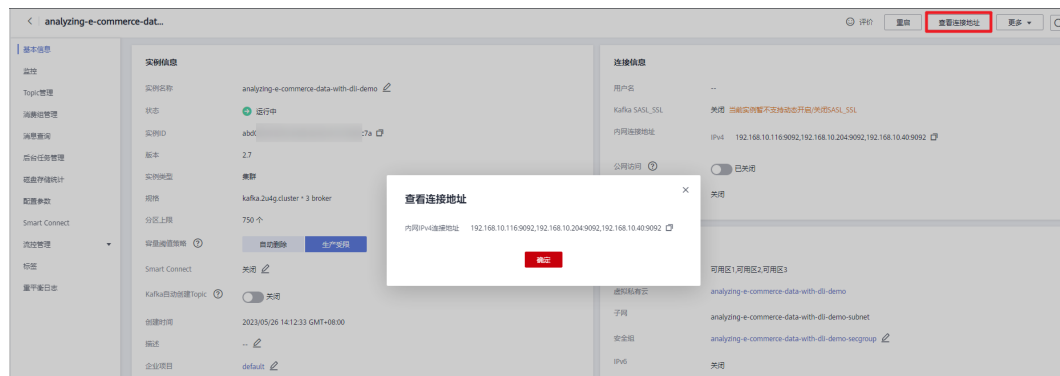 analyzing-e-commerce-dat...
评价
重启
查看连接地址
更多
基本信息
监控
Topic管理
消费组管理
消息查询
后台任务管理
磁盘存储统计
配置参数
Smart Connect
流控管理
标签
重平衡日志
实例信息
实例名称 analyzing-e-commerce-data-with-dli-demo
状态 运行中
实例ID abd c7a
版本 2.7
实例类型 集群
规格 kafka.2u4g.cluster * 3 broker
分区上限 750 个
容量阈值策略 自动删除 生产受限
Smart Connect 关闭
Kafka自动创建Topic 关闭
创建时间 2023/05/26 14:12:33 GMT+08:00
描述 --
企业项目 default
连接信息
用户名 --
Kafka SASL_SSL 关闭 当前实例暂不支持动态开启/关闭SASL_SSL
内网连接地址 IPv4 192.168.10.116:9092,192.168.10.204:9092,192.168.10.40:9092
公网访问 已关闭
关闭
查看连接地址
内网IPv4连接地址 192.168.10.116:9092,192.168.10.204:9092,192.168.10.40:9092
确定
可用区1,可用区2,可用区3
虚拟私有云 analyzing-e-commerce-data-with-dli-demo
子网 analyzing-e-commerce-data-with-dli-demo-subnet
安全组 analyzing-e-commerce-data-with-dli-demo-secgroup
IPv6 关闭